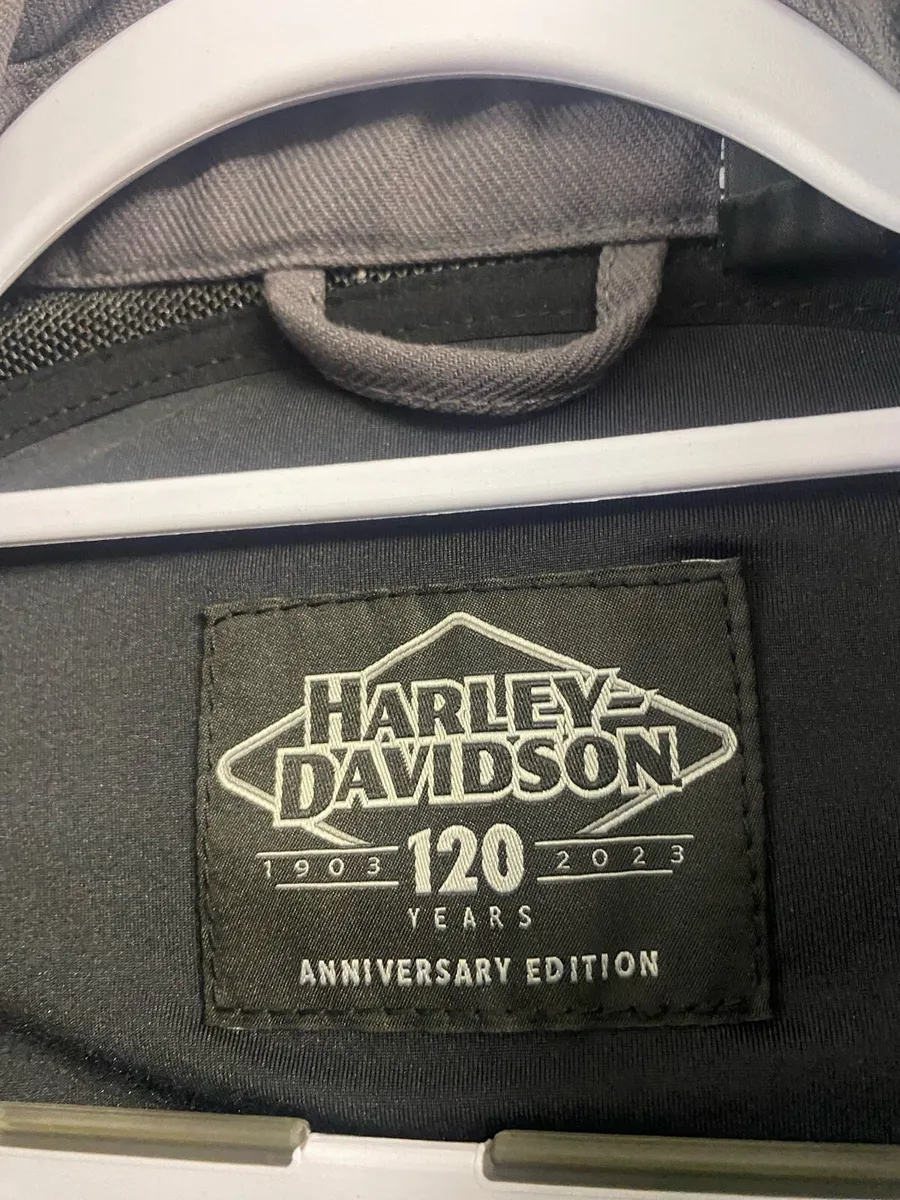 HARLEY-
DAVIDSON
1903 120 2023
YEARS
ANNIVERSARY EDITION